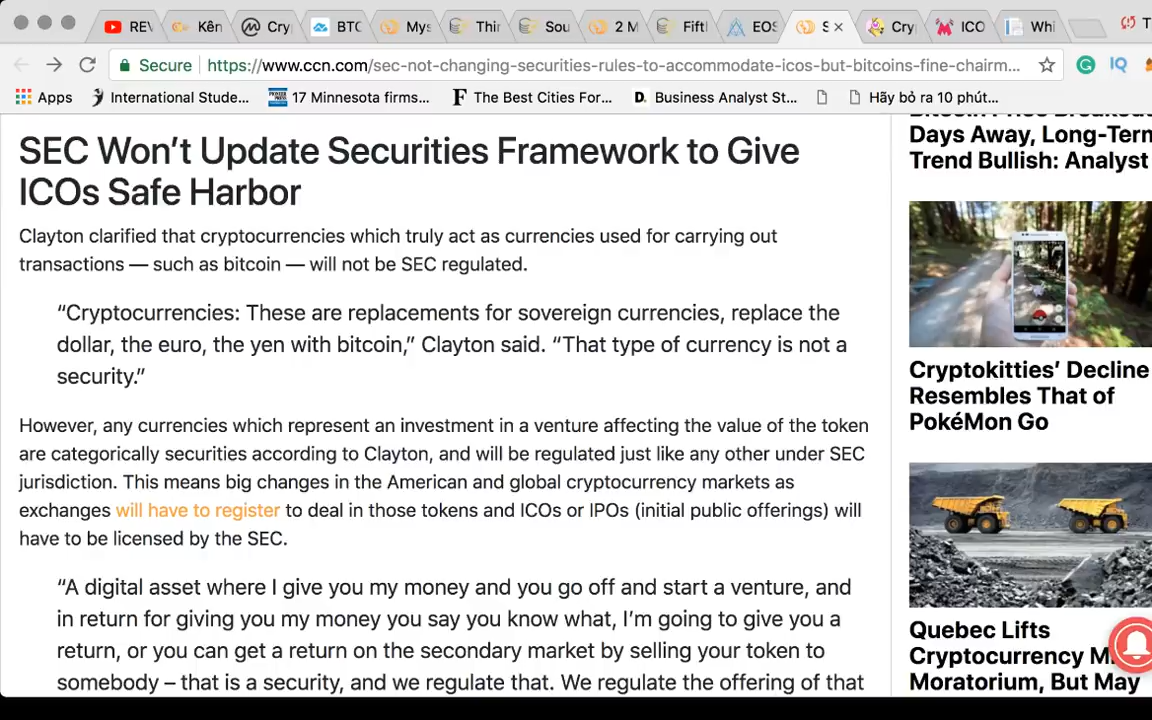 REV
Kên
Cry
BTC
Mys
Thir
Sou
2 M
Fift
EOS
S
Cry
ICO
Whi
T
Secure
https://www.ccn.com/sec-not-changing-securities-rules-to-accommodate-icos-but-bitcoins-fine-chairm...
IQ
Apps
International Stude...
17 Minnesota firms...
F The Best Cities For...
D. Business Analyst St...
Hãy bỏ ra 10 phút...
SEC Won’t Update Securities Framework to Give
ICOs Safe Harbor
Clayton clarified that cryptocurrencies which truly act as currencies used for carrying out
transactions — such as bitcoin — will not be SEC regulated.
“Cryptocurrencies: These are replacements for sovereign currencies, replace the
dollar, the euro, the yen with bitcoin,” Clayton said. “That type of currency is not a
security.”
However, any currencies which represent an investment in a venture affecting the value of the token
are categorically securities according to Clayton, and will be regulated just like any other under SEC
jurisdiction. This means big changes in the American and global cryptocurrency markets as
exchanges will have to register to deal in those tokens and ICOs or IPOs (initial public offerings) will
have to be licensed by the SEC.
“A digital asset where I give you my money and you go off and start a venture, and
in return for giving you my money you say you know what, I’m going to give you a
return, or you can get a return on the secondary market by selling your token to
somebody – that is a security, and we regulate that. We regulate the offering of that
Days Away, Long-Term
Trend Bullish: Analyst
Cryptokitties’ Decline
Resembles That of
PokéMon Go
Quebec Lifts
Cryptocurrency M
Moratorium, But May